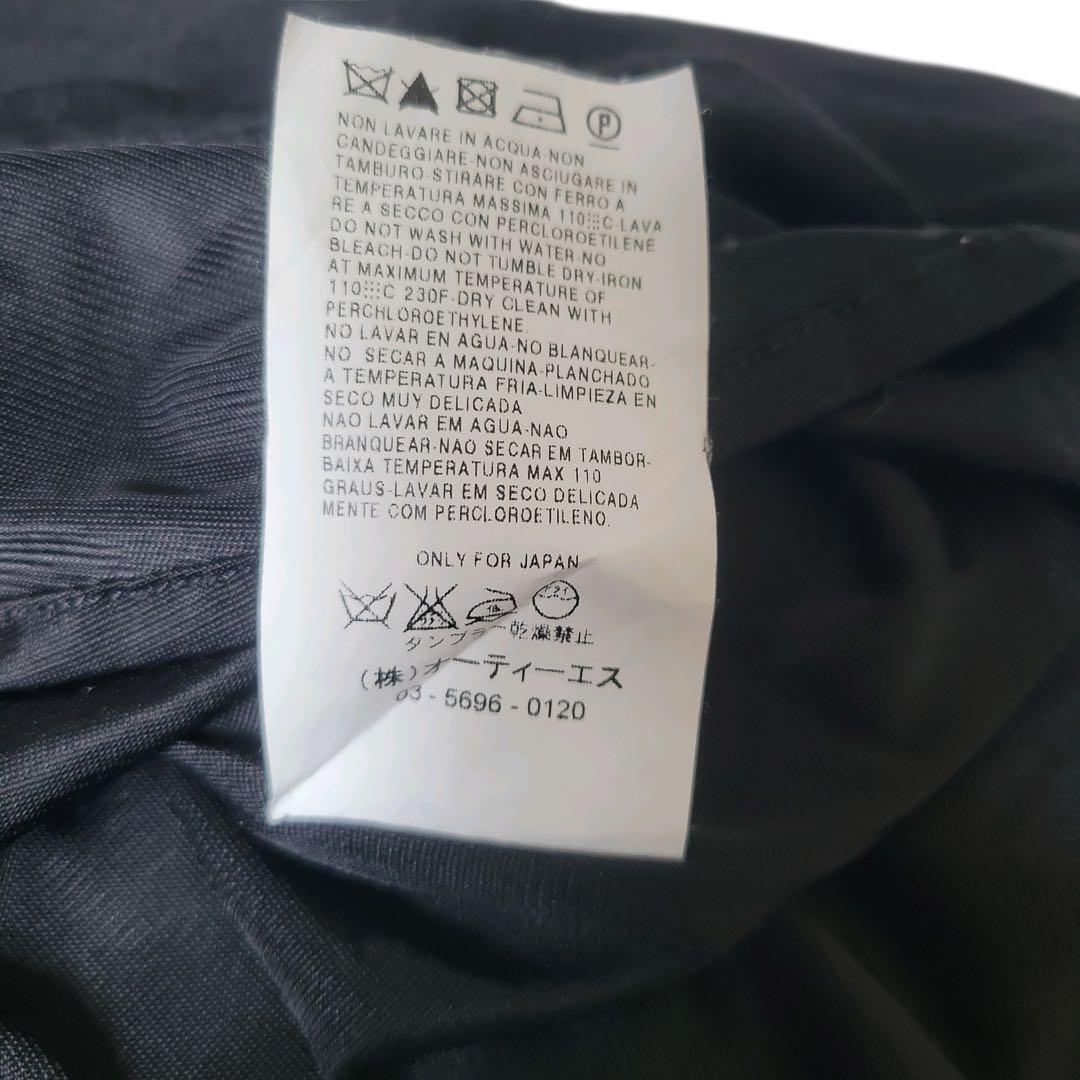 P
NON LAVARE IN ACQUA-NON
CANDEGGIARE-NON ASCIUGARE IN
TAMBURO-STIRARE CON FERRO A
TEMPERATURA MASSIMA 110 C-LAVA
RE A SECCO CON PERCLOROETILENE
DO NOT WASH WITH WATER-NO
BLEACH-DO NOT TUMBLE DRY-IRON
AT MAXIMUM TEMPERATURE OF
110 C 230F-DRY CLEAN WITH
PERCHLOROETHYLENE.
NO LAVAR EN AGUA-NO BLANQUEAR-
NO SECAR A MAQUINA-PLANCHADO
A TEMPERATURA FRIA-LIMPIEZA EN
SECO MUY DELICADA
NAO LAVAR EM AGUA-NAO
BRANQUEAR-NAO SECAR EM TAMBOR-
BAIXA TEMPERATURA MAX 110
GRAUS-LAVAR EM SECO DELICADA
MENTE COM PERCLOROETILENO.
ONLY FOR JAPAN
タンブラー乾燥禁止
(株)オーティーエス
03-5696-0120